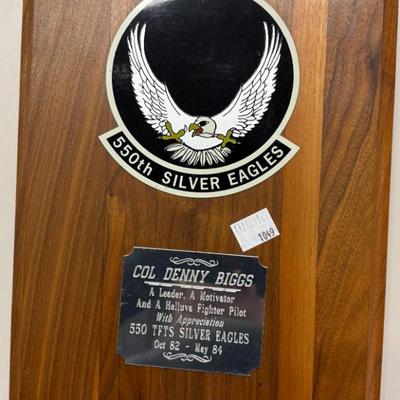 550th SILVER EAGLES
1049
COL DENNY BIGGS
A Leader, A Motivator
And A Helluva Fighter Pilot
With Appreciation
550 TFTS SILVER EAGLES
Oct 82 - May 84